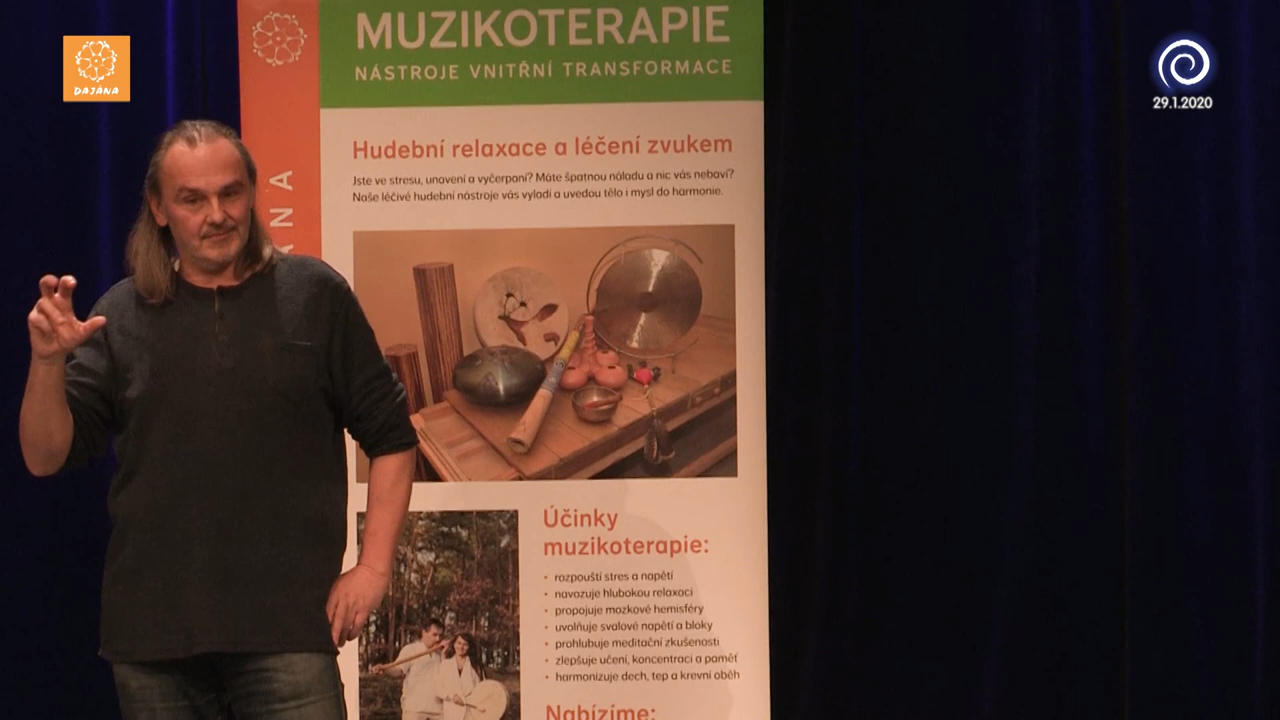 DAJÁNA
29.1.2020
MUZIKOTERAPIE
NÁSTROJE VNITŘNÍ TRANSFORMACE
Hudební relaxace a léčení zvukem
Jste ve stresu, unavení a vyčerpaní? Máte špatnou náladu a nic vás nebaví?
Naše léčivé hudební nástroje vás vyladí a uvedou tělo i mysl do harmonie.
Účinky
muzikoterapie:
• rozpouští stres a napětí
• navozuje hlubokou relaxaci
• propojuje mozkové hemisféry
• uvolňuje svalové napětí a bloky
• prohlubuje meditační zkušenosti
• zlepšuje učení, koncentraci a paměť
• harmonizuje dech, tep a krevní oběh
Nabízíme: